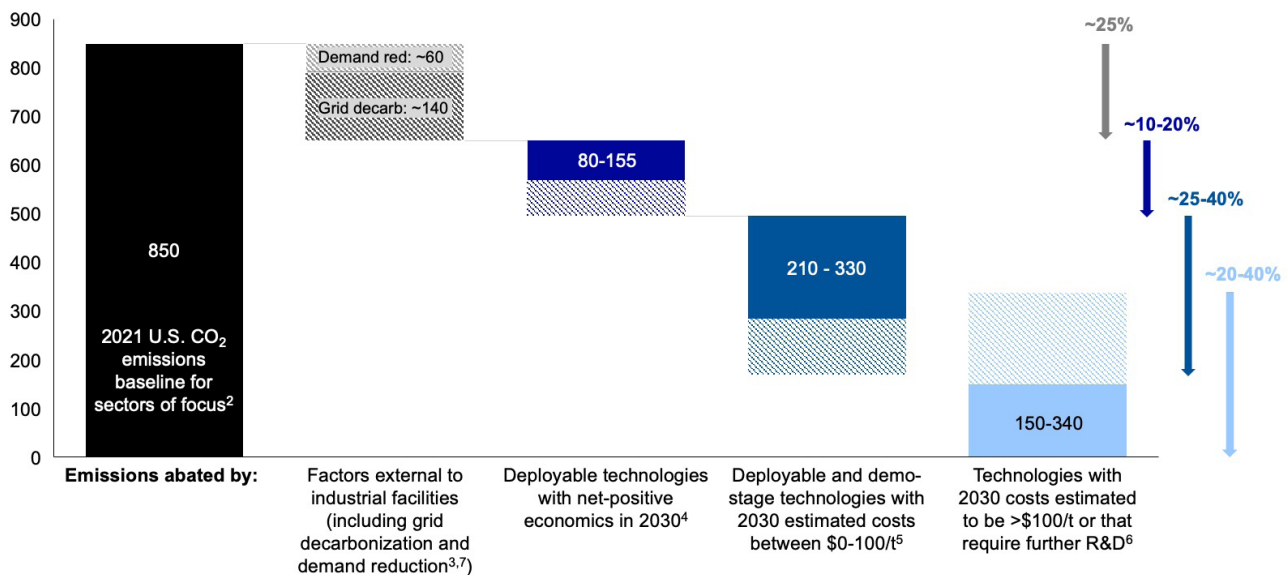 900
800
700
600
500
400
300
200
100
0
850
2021 U.S. CO2
emissions
baseline for
sectors of focus2
Demand red: ~60
Grid decarb: ~140
80-155
210 - 330
150-340
~25%
~10-20%
~25-40%
~20-40%
Emissions abated by:
Factors external to
industrial facilities
(including grid
decarbonization and
demand reduction3,7)
Deployable technologies
with net-positive
economics in 20304
Deployable and demo-
stage technologies with
2030 estimated costs
between $0-100/t5
Technologies with
2030 costs estimated
to be >$100/t or that
require further R&D6